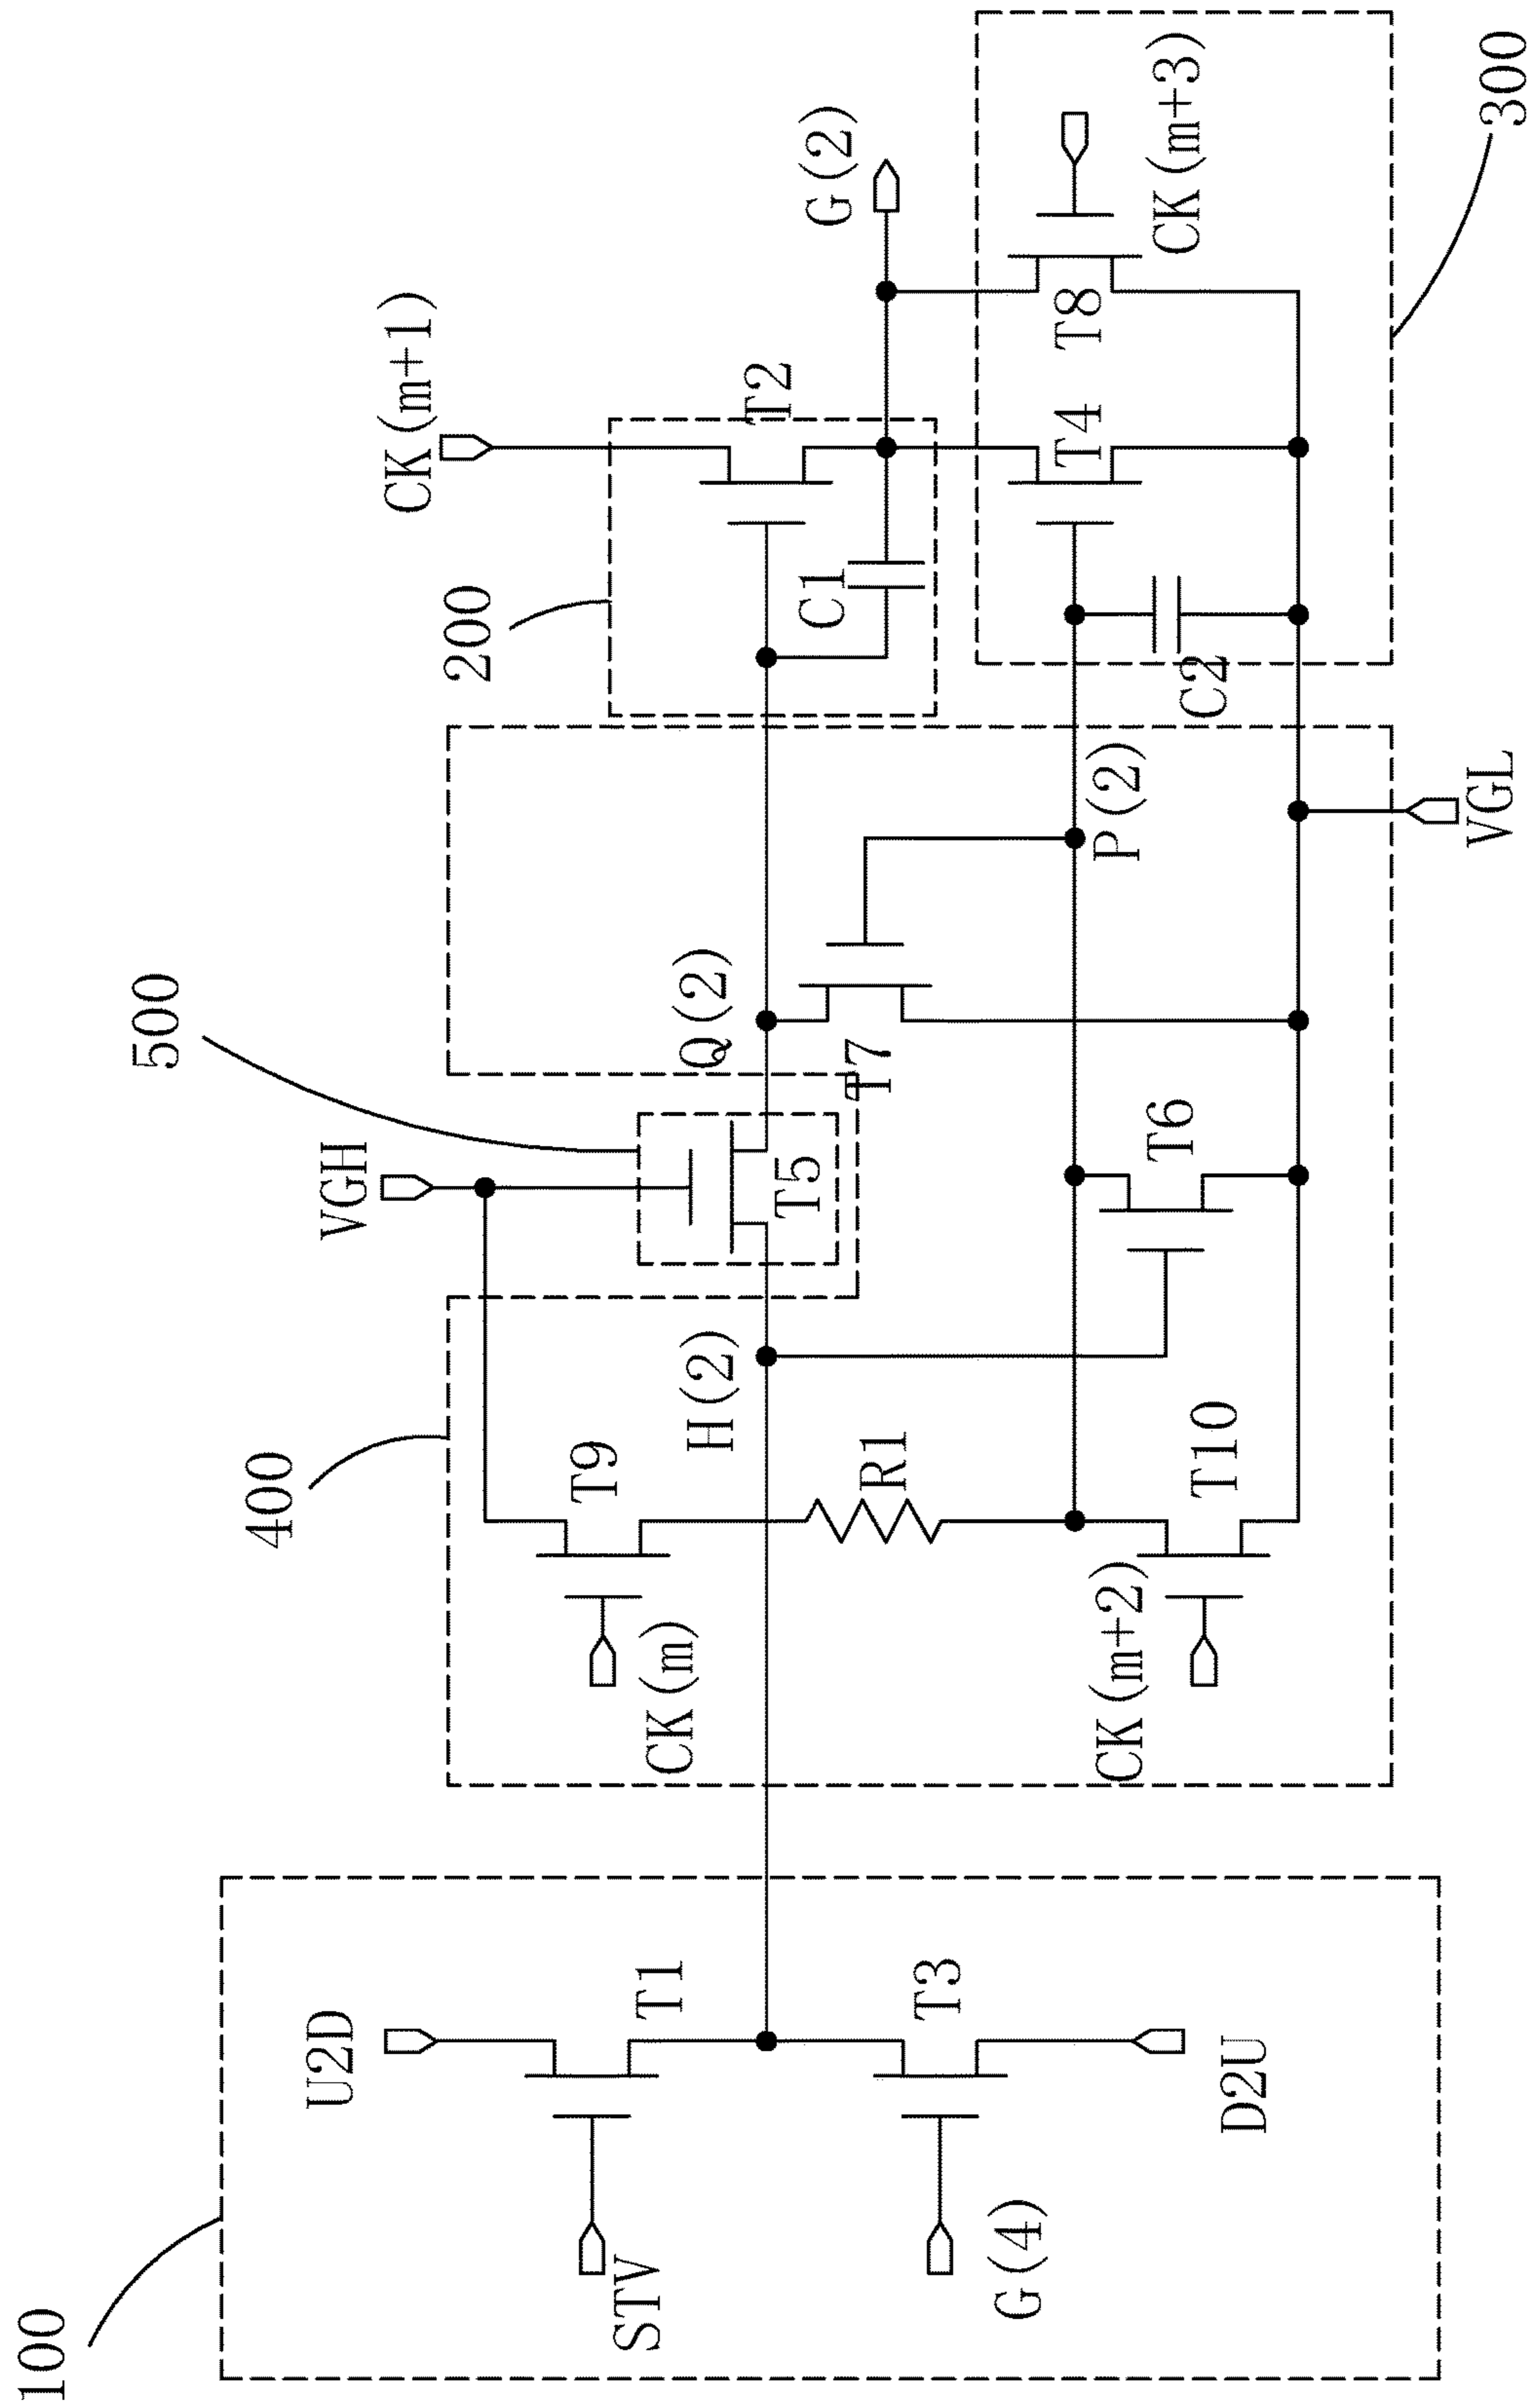 100
U2D
STV
T1
G(4)
T3
D2U
400
CK(m)
T9
H(2)
R1
CK(m+2)
T10
500
VGH
T5
Q(2)
T7
T6
P(2)
VGL
200
CK(m+1)
T2
C1
G(2)
C2
T4
T8
CK(m+3)
300